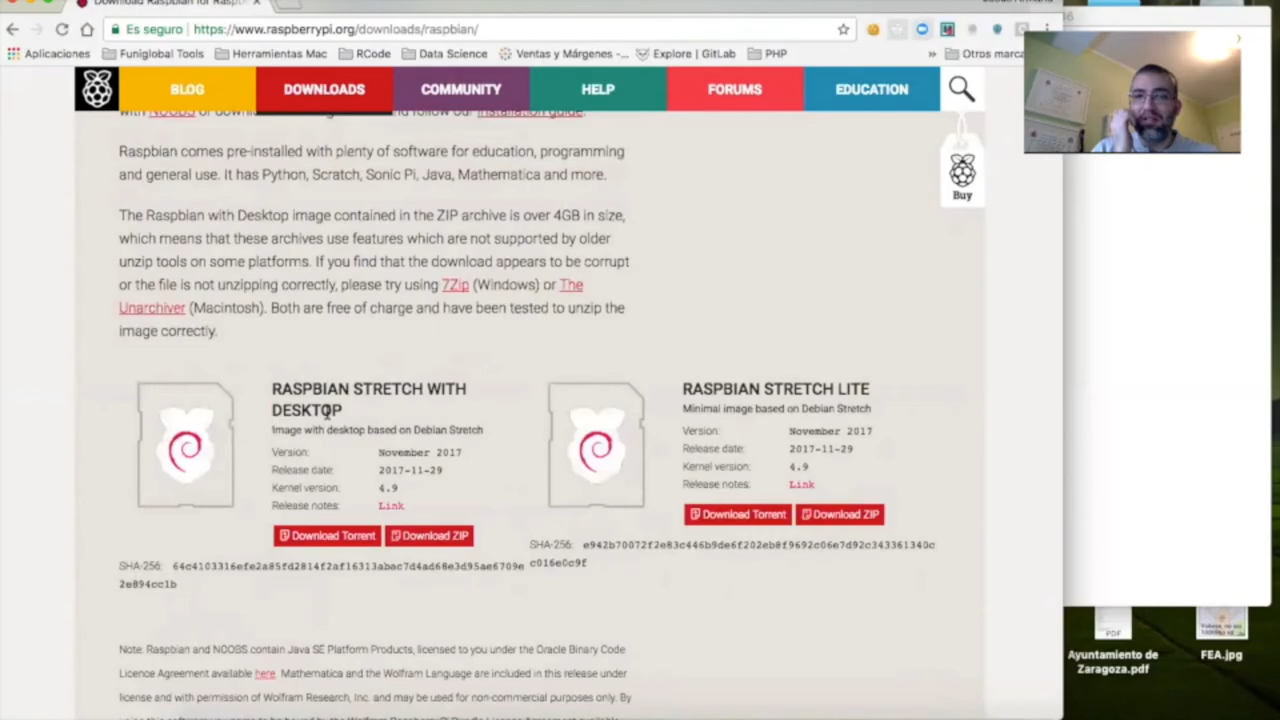 Download Raspbian for Raspb
Es seguro
https://www.raspberrypi.org/downloads/raspbian/
Aplicaciones
Funiglobal Tools
Herramientas Mac
RCode
Data Science
Ventas y Márgenes -...
Explore | GitLab
PHP
»
Otros marca
BLOG
DOWNLOADS
COMMUNITY
HELP
FORUMS
EDUCATION
Buy
with NOOBS or and follow our installation guide.
Raspbian comes pre-installed with plenty of software for education, programming
and general use. It has Python, Scratch, Sonic Pi, Java, Mathematica and more.
The Raspbian with Desktop image contained in the ZIP archive is over 4GB in size,
which means that these archives use features which are not supported by older
unzip tools on some platforms. If you find that the download appears to be corrupt
or the file is not unzipping correctly, please try using 7Zip (Windows) or The
Unarchiver (Macintosh). Both are free of charge and have been tested to unzip the
image correctly.
RASPBIAN STRETCH WITH
DESKTOP
Image with desktop based on Debian Stretch
Version: November 2017
Release date: 2017-11-29
Kernel version: 4.9
Release notes: Link
Download Torrent
Download ZIP
SHA-256: 64c4103316efe2a85fd2814f2af16313abac7d4ad68e3d95ae6709e
2e894cc1b
RASPBIAN STRETCH LITE
Minimal image based on Debian Stretch
Version: November 2017
Release date: 2017-11-29
Kernel version: 4.9
Release notes: Link
Download Torrent
Download ZIP
SHA-256: e942b70072f2e83c446b9de6f202eb8f9692c06e7d92c343361340c
c016e0c9f
Note: Raspbian and NOOBS contain Java SE Platform Products, licensed to you under the Oracle Binary Code
Licence Agreement available here. Mathematica and the Wolfram Language are included in this release under
license and with permission of Wolfram Research, Inc. and may be used for non-commercial purposes only. By
PDF
Ayuntamiento de
Zaragoza.pdf
FEA.jpg